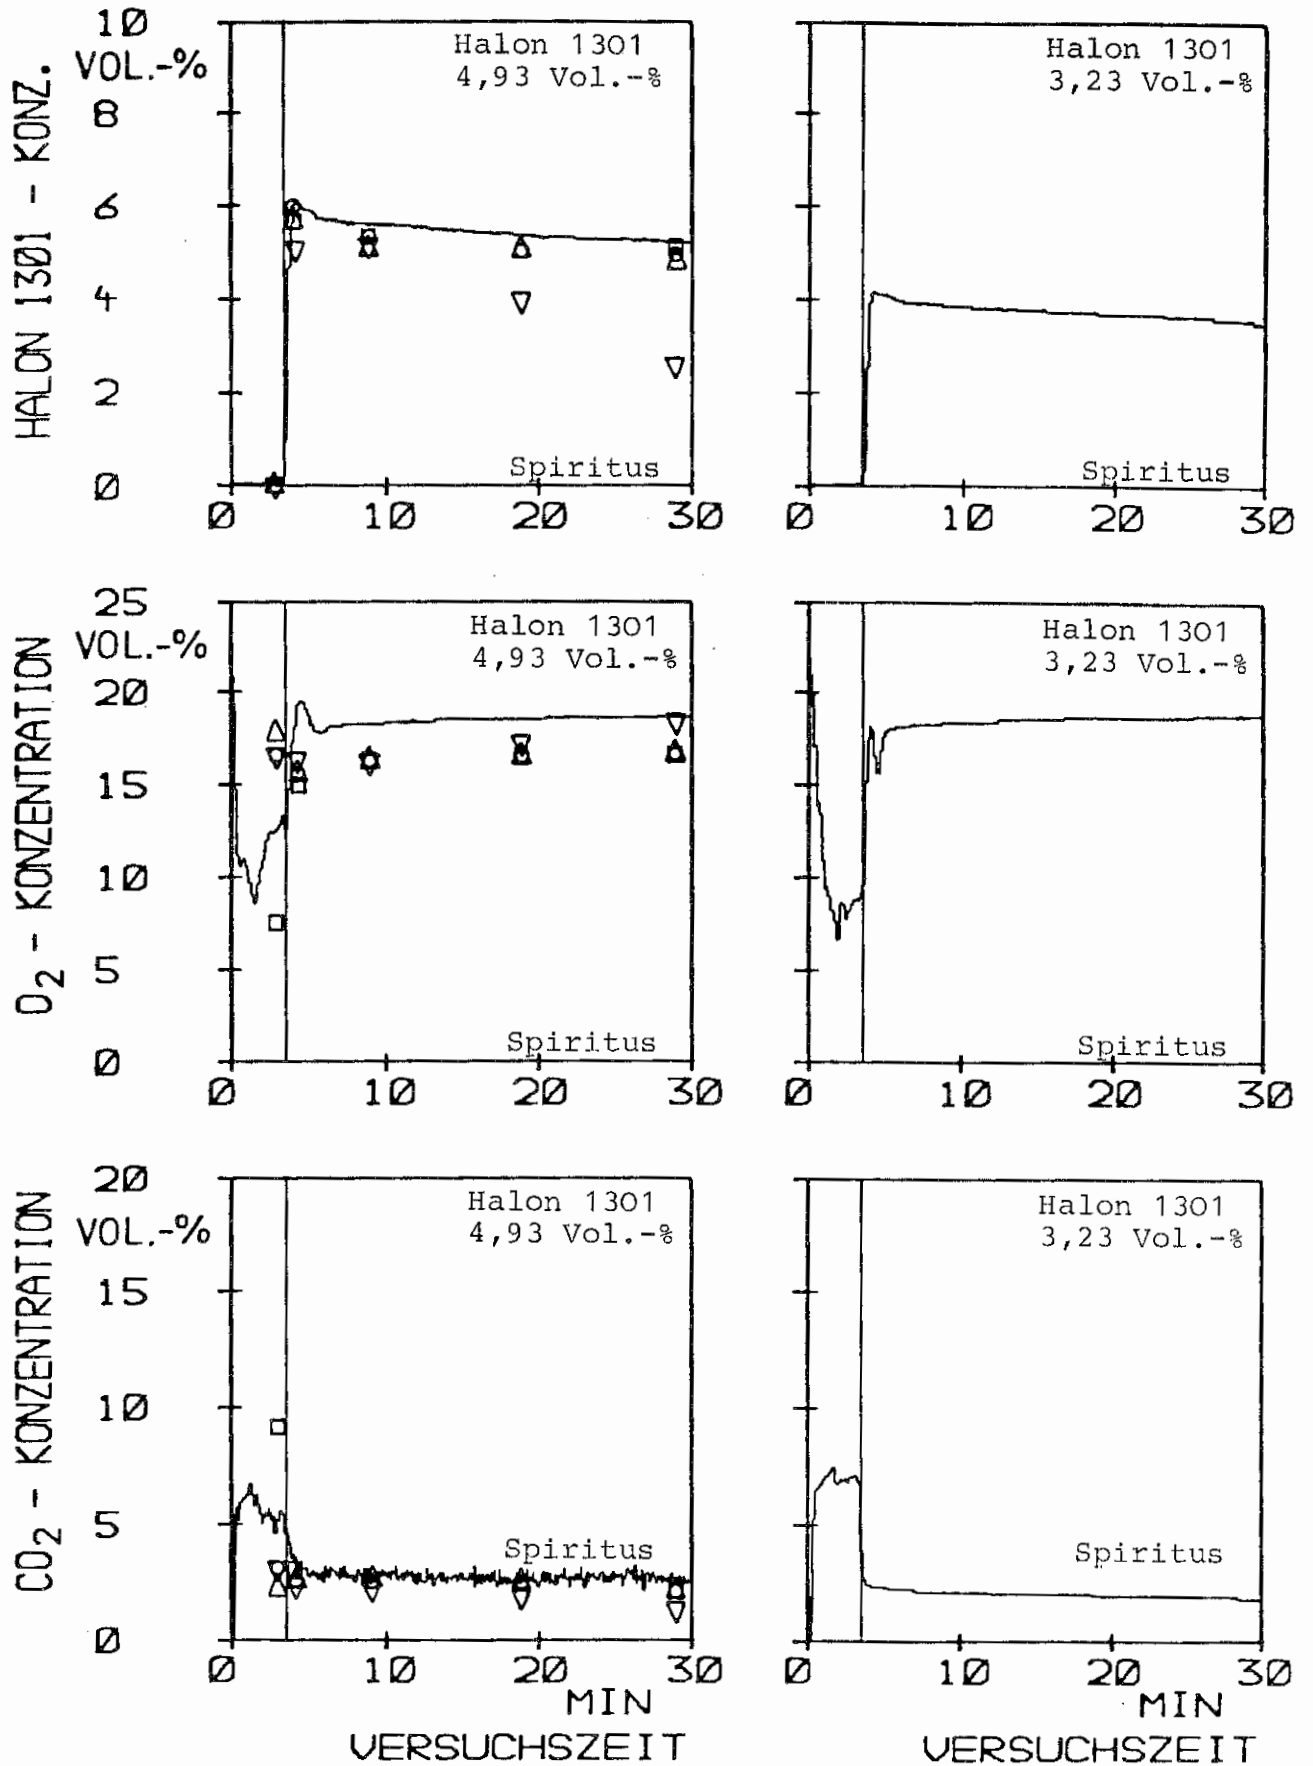 HALON 1301 - KONZ.
10
VOL.-%
8
6
4
2
0
Halon 1301
4,93 Vol.-%
Spiritus
0 10 20 30
Halon 1301
3,23 Vol.-%
Spiritus
0 10 20 30
O2 - KONZENTRATION
25
VOL.-%
20
15
10
5
0
Halon 1301
4,93 Vol.-%
Spiritus
0 10 20 30
Halon 1301
3,23 Vol.-%
Spiritus
0 10 20 30
CO2 - KONZENTRATION
20
VOL.-%
15
10
5
0
Halon 1301
4,93 Vol.-%
Spiritus
0 10 20 30
MIN
VERSUCHSZEIT
Halon 1301
3,23 Vol.-%
Spiritus
0 10 20 30
MIN
VERSUCHSZEIT